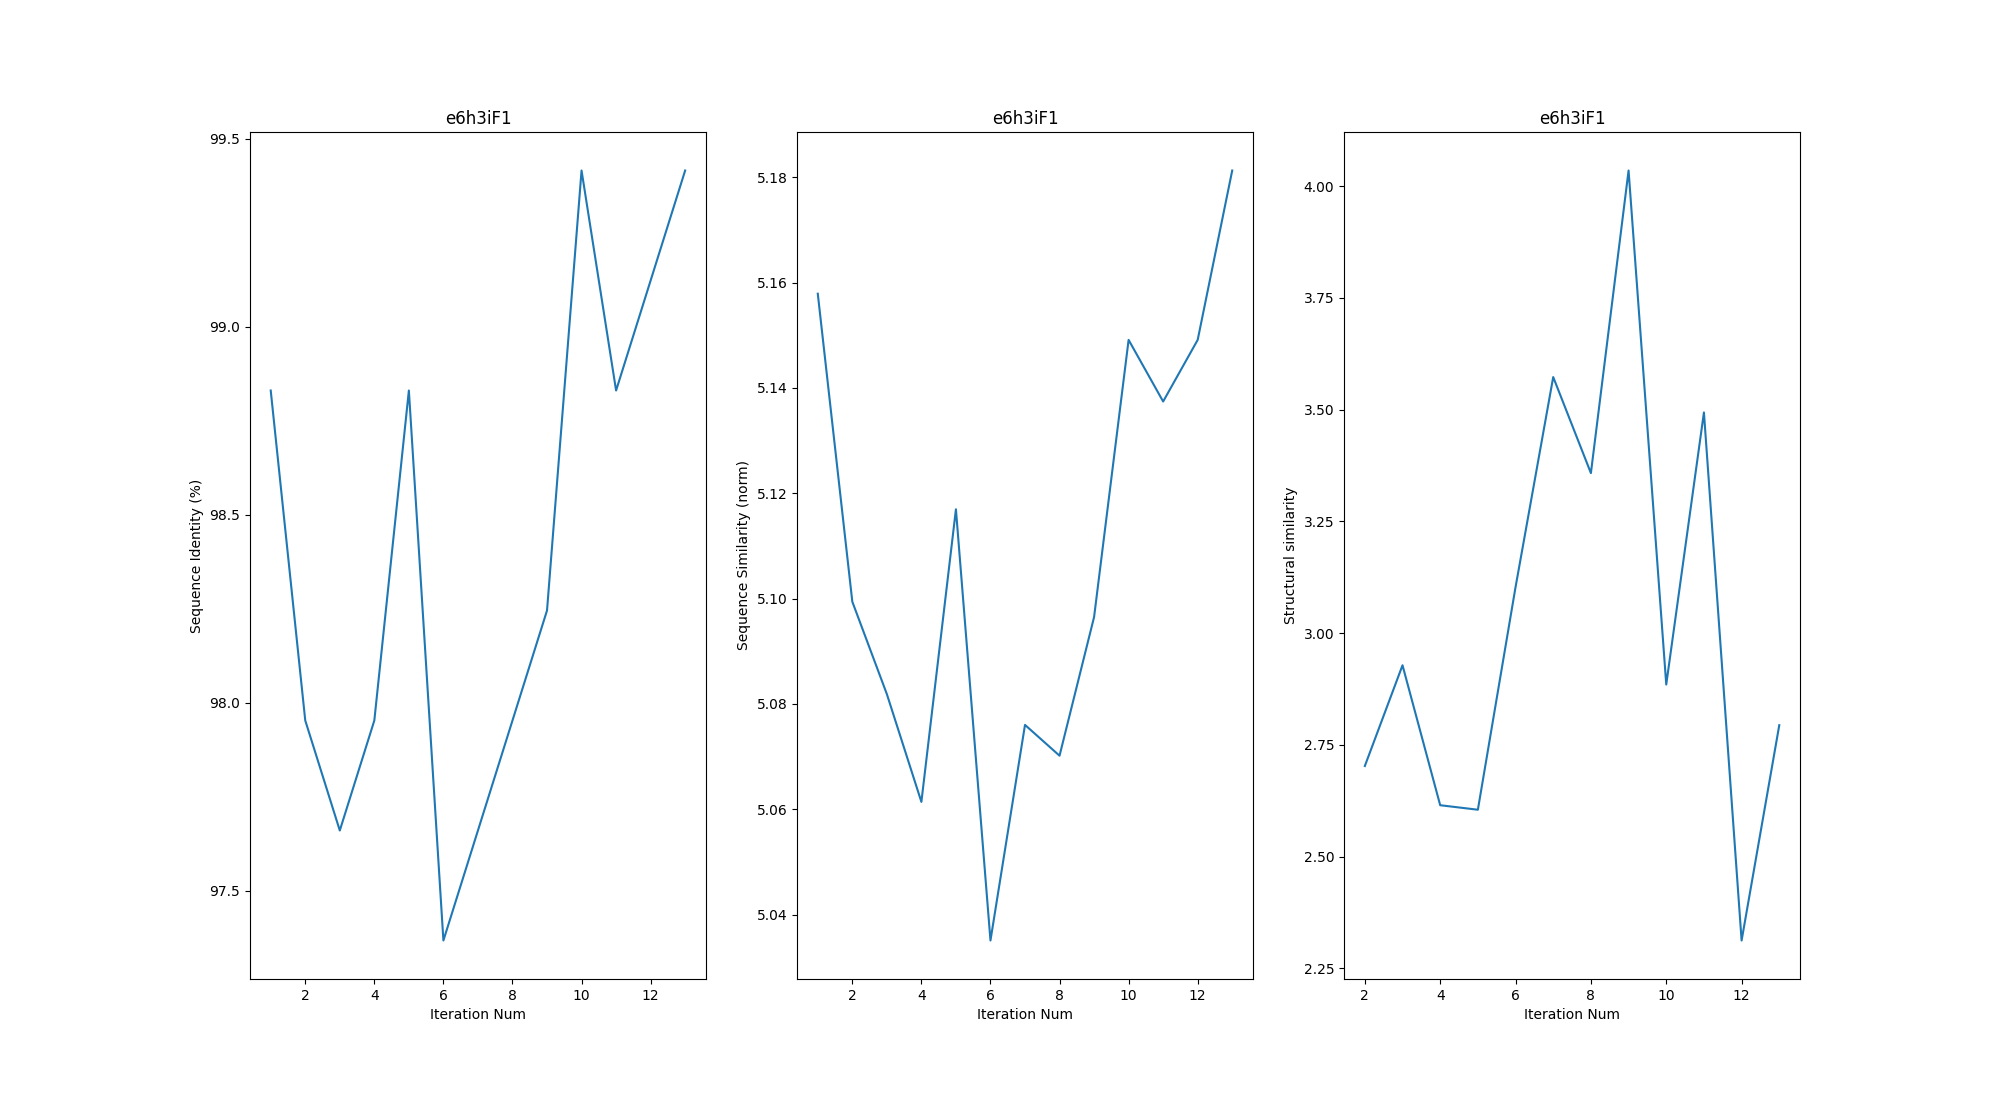 e6h3iF1
99.5
99.0
98.5
98.0
97.5
Sequence Identity (%)
2 4 6 8 10 12
Iteration Num
e6h3iF1
5.18
5.16
5.14
5.12
5.10
5.08
5.06
5.04
Sequence Similarity (norm)
2 4 6 8 10 12
Iteration Num
e6h3iF1
4.00
3.75
3.50
3.25
3.00
2.75
2.50
2.25
Structural similarity
2 4 6 8 10 12
Iteration Num